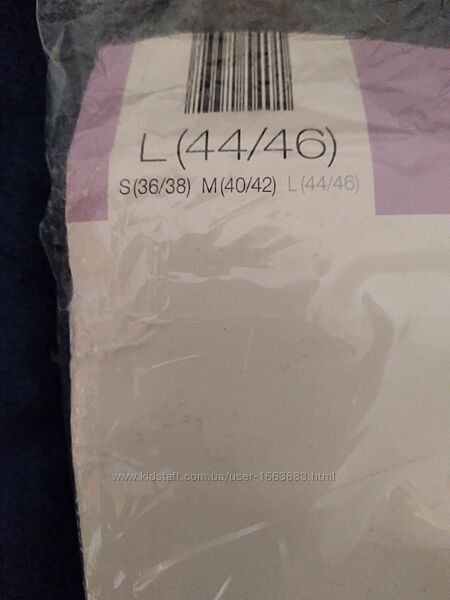 L (44/46)
S (36/38) M (40/42) L (44/46)
www.kidstaff.com.ua/user-1663883.html